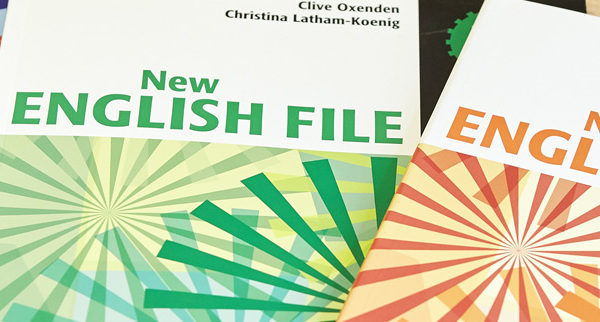 Clive Oxenden
Christina Latham-Koenig
New
ENGLISH FILE
N
ENGL